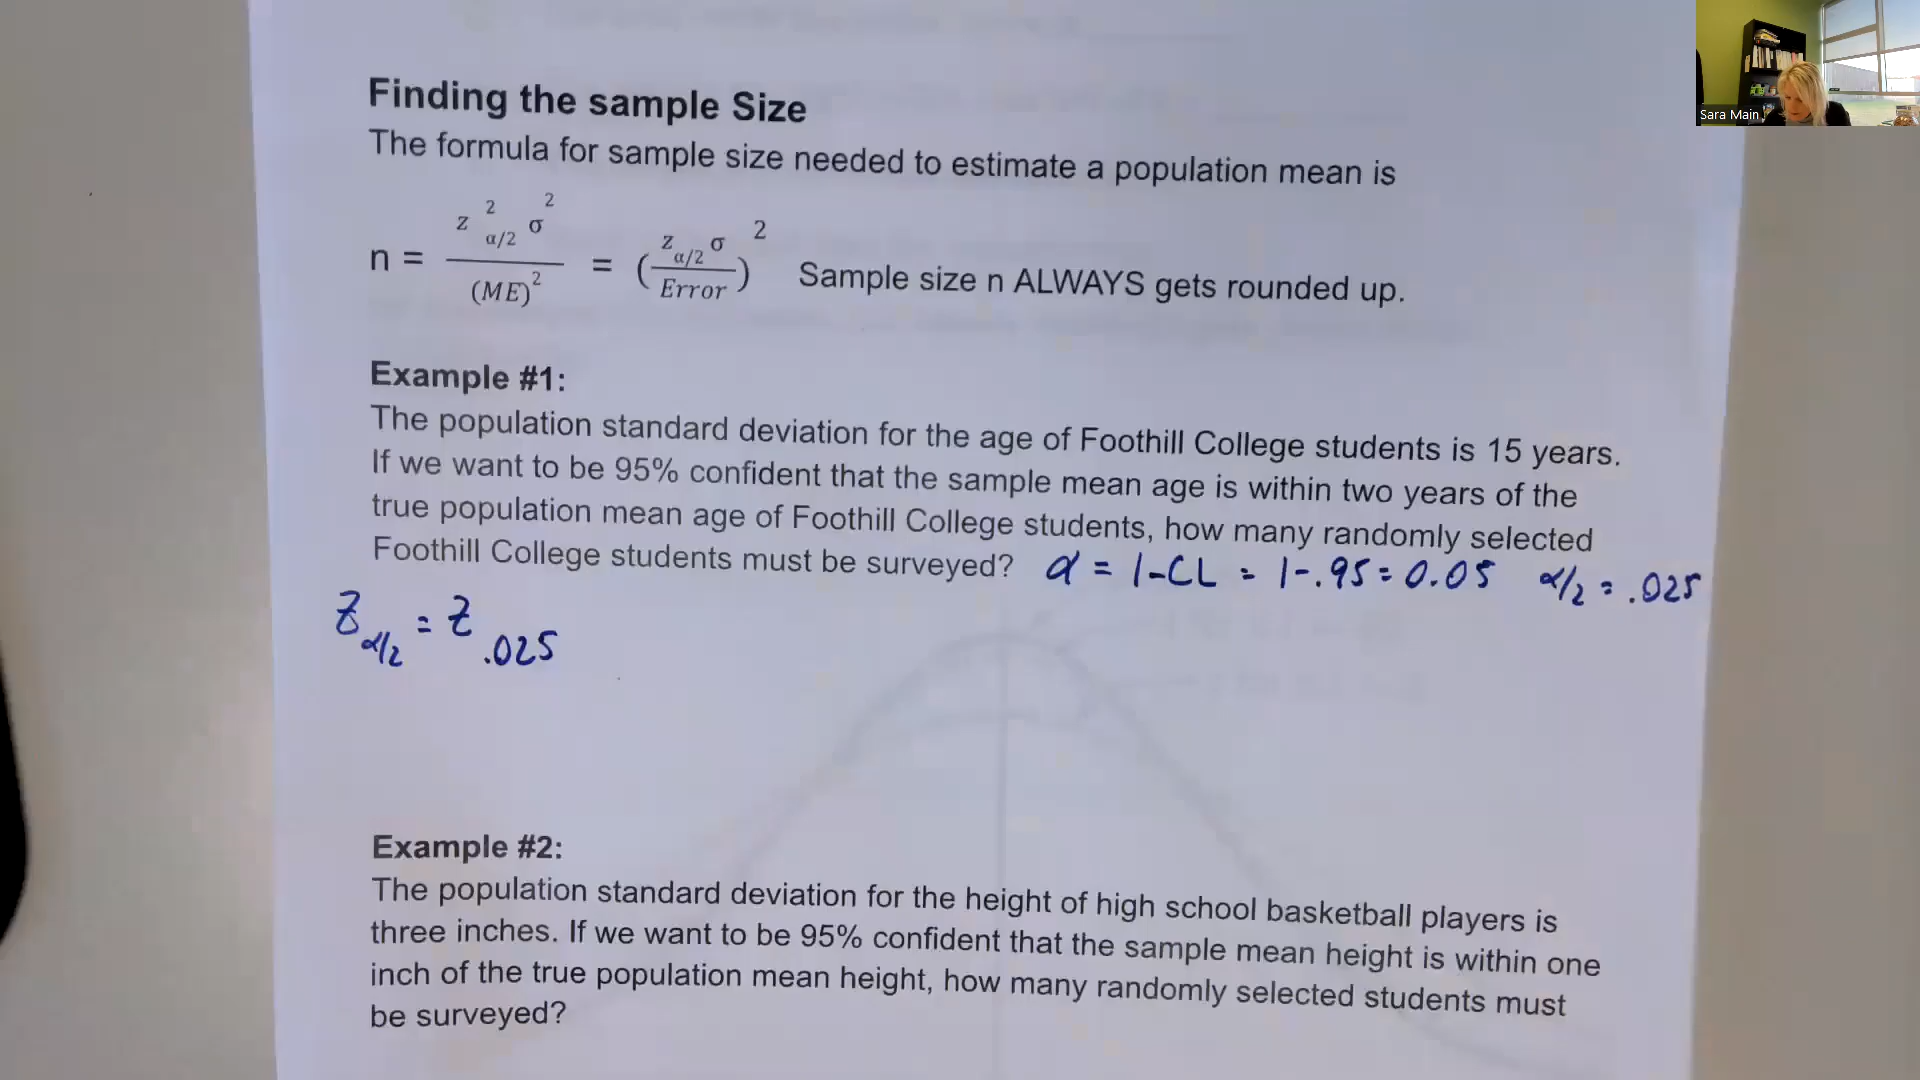 Sara Main
Finding the sample Size
The formula for sample size needed to estimate a population mean is
n = z 2 α/2 σ 2 / (ME) 2 = ( z α/2 σ / Error ) 2 Sample size n ALWAYS gets rounded up.
Example #1:
The population standard deviation for the age of Foothill College students is 15 years.
If we want to be 95% confident that the sample mean age is within two years of the
true population mean age of Foothill College students, how many randomly selected
Foothill College students must be surveyed? α = 1-CL = 1-.95 = 0.05 α/2 = .025
Z α/2 = Z .025
Example #2:
The population standard deviation for the height of high school basketball players is
three inches. If we want to be 95% confident that the sample mean height is within one
inch of the true population mean height, how many randomly selected students must
be surveyed?